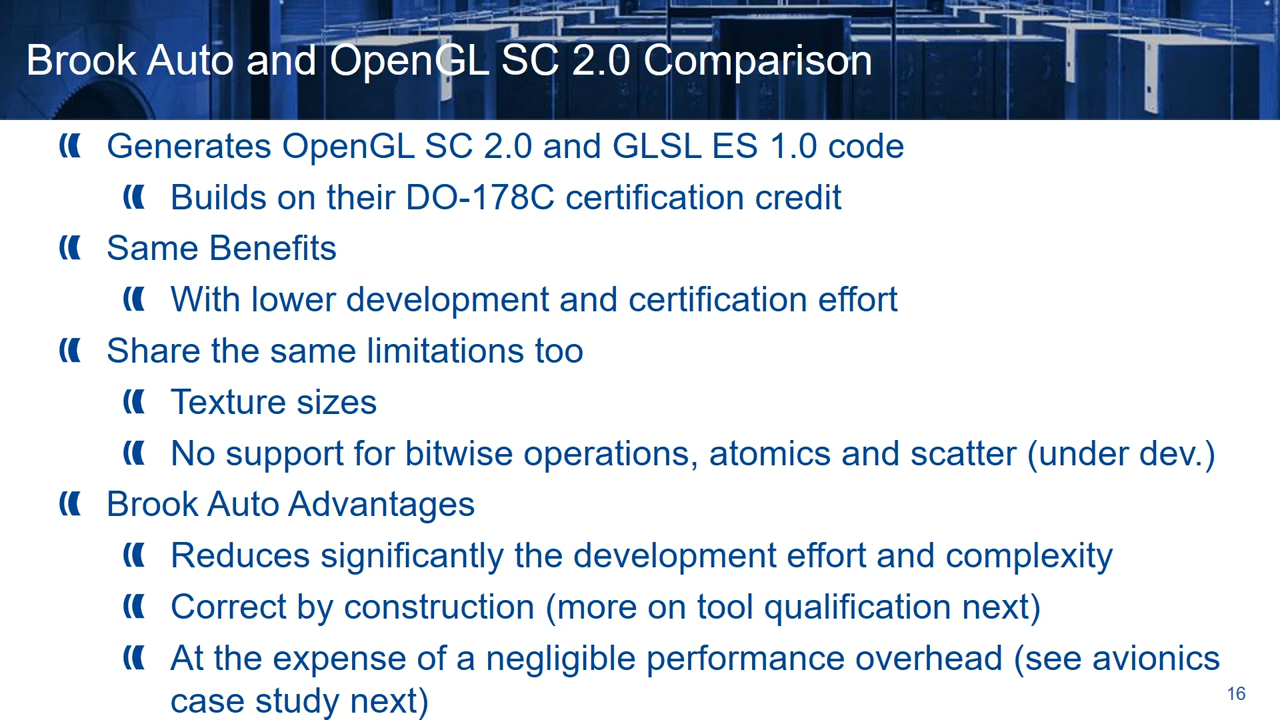 Brook Auto and OpenGL SC 2.0 Comparison
Generates OpenGL SC 2.0 and GLSL ES 1.0 code
Builds on their DO-178C certification credit
Same Benefits
With lower development and certification effort
Share the same limitations too
Texture sizes
No support for bitwise operations, atomics and scatter (under dev.)
Brook Auto Advantages
Reduces significantly the development effort and complexity
Correct by construction (more on tool qualification next)
At the expense of a negligible performance overhead (see avionics
case study next)
16